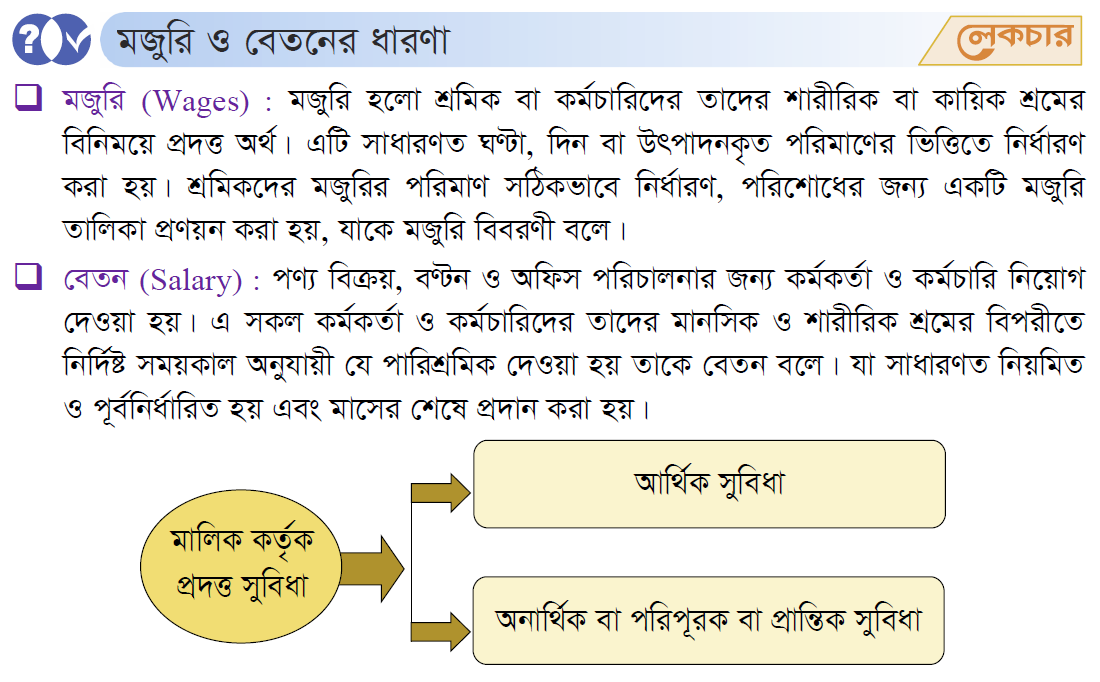 ?
মজুরি ও বেতনের ধারণা
লেকচার
মজুরি (Wages) : মজুরি হলো শ্রমিক বা কর্মচারিদের তাদের শারীরিক বা কায়িক শ্রমের
বিনিময়ে প্রদত্ত অর্থ। এটি সাধারণত ঘণ্টা, দিন বা উৎপাদনকৃত পরিমাণের ভিত্তিতে নির্ধারণ
করা হয়। শ্রমিকদের মজুরির পরিমাণ সঠিকভাবে নির্ধারণ, পরিশোধের জন্য একটি মজুরি
তালিকা প্রণয়ন করা হয়, যাকে মজুরি বিবরণী বলে।
বেতন (Salary) : পণ্য বিক্রয়, বণ্টন ও অফিস পরিচালনার জন্য কর্মকর্তা ও কর্মচারি নিয়োগ
দেওয়া হয়। এ সকল কর্মকর্তা ও কর্মচারিদের তাদের মানসিক ও শারীরিক শ্রমের বিপরীতে
নির্দিষ্ট সময়কাল অনুযায়ী যে পারিশ্রমিক দেওয়া হয় তাকে বেতন বলে। যা সাধারণত নিয়মিত
ও পূর্বনির্ধারিত হয় এবং মাসের শেষে প্রদান করা হয়।
মালিক কর্তৃক
প্রদত্ত সুবিধা
আর্থিক সুবিধা
অনার্থিক বা পরিপূরক বা প্রান্তিক সুবিধা